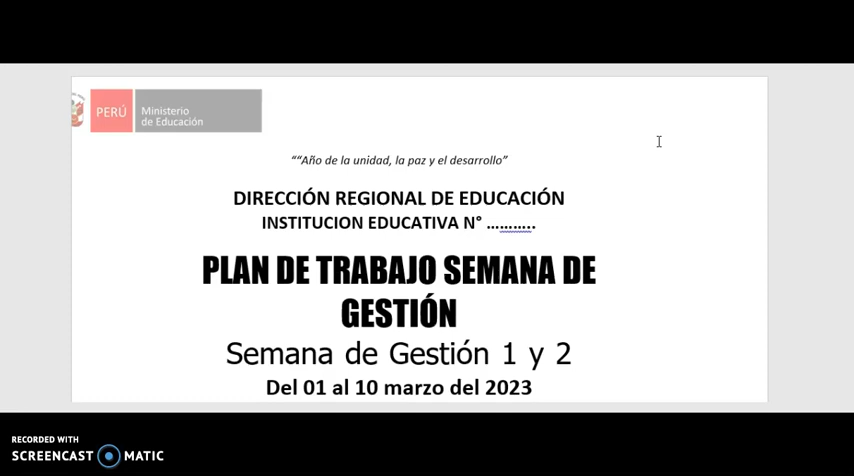 PERÚ
Ministerio
de Educación
““Año de la unidad, la paz y el desarrollo”
DIRECCIÓN REGIONAL DE EDUCACIÓN
INSTITUCION EDUCATIVA N° ………..
PLAN DE TRABAJO SEMANA DE
GESTIÓN
Semana de Gestión 1 y 2
Del 01 al 10 marzo del 2023
RECORDED WITH
SCREENCAST MATIC